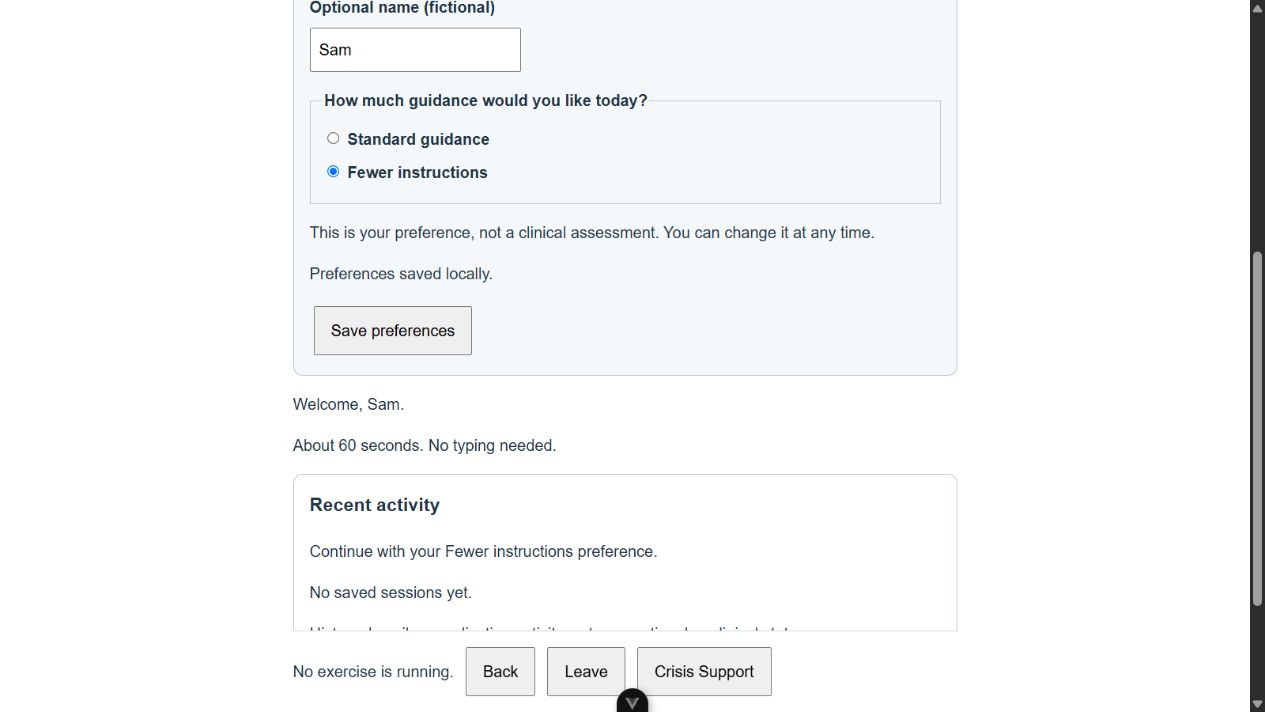 Optional name (fictional)
Sam
How much guidance would you like today?
Standard guidance
Fewer instructions
This is your preference, not a clinical assessment. You can change it at any time.
Preferences saved locally.
Save preferences
Welcome, Sam.
About 60 seconds. No typing needed.
Recent activity
Continue with your Fewer instructions preference.
No saved sessions yet.
No exercise is running.
Back
Leave
Crisis Support